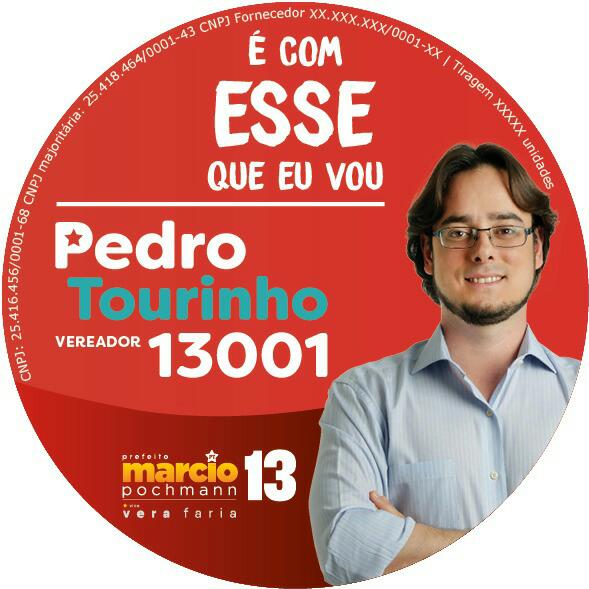 CNPJ: 25.416.456/0001-68 CNPJ majoritária: 25.418.464/0001-43 CNPJ Fornecedor XX.XXX.XXX/0001-XX | Tiragem XXXXX unidades
É COM
ESSE
QUE EU VOU
Pedro
Tourinho
VEREADOR 13001
prefeito
marcio 13
pochmann
vice
vera faria